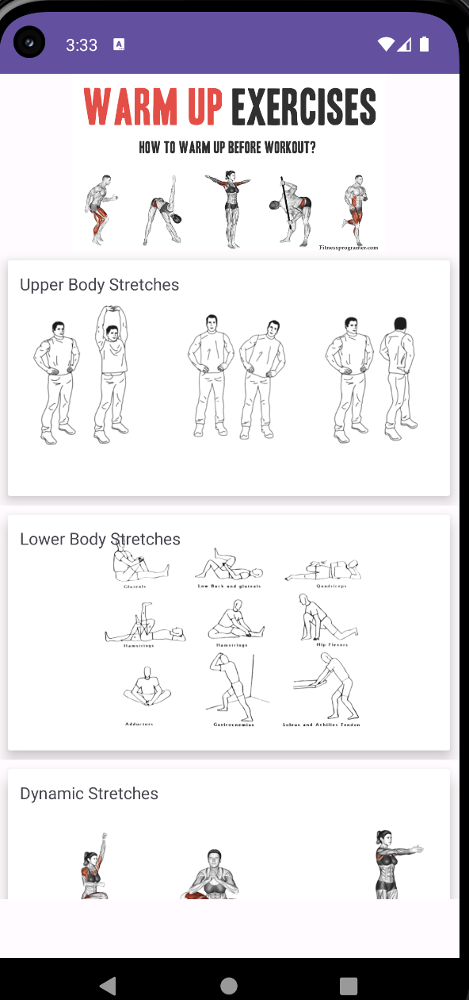 3:33
A
WARM UP EXERCISES
HOW TO WARM UP BEFORE WORKOUT?
Fitnessprogramer.com
Upper Body Stretches
Lower Body Stretches
Gluteals
Low Back and gluteals
Quadriceps
Hamstrings
Hamstrings
Hip Flexors
Adductors
Gastrocnemius
Soleus and Achilles Tendon
Dynamic Stretches